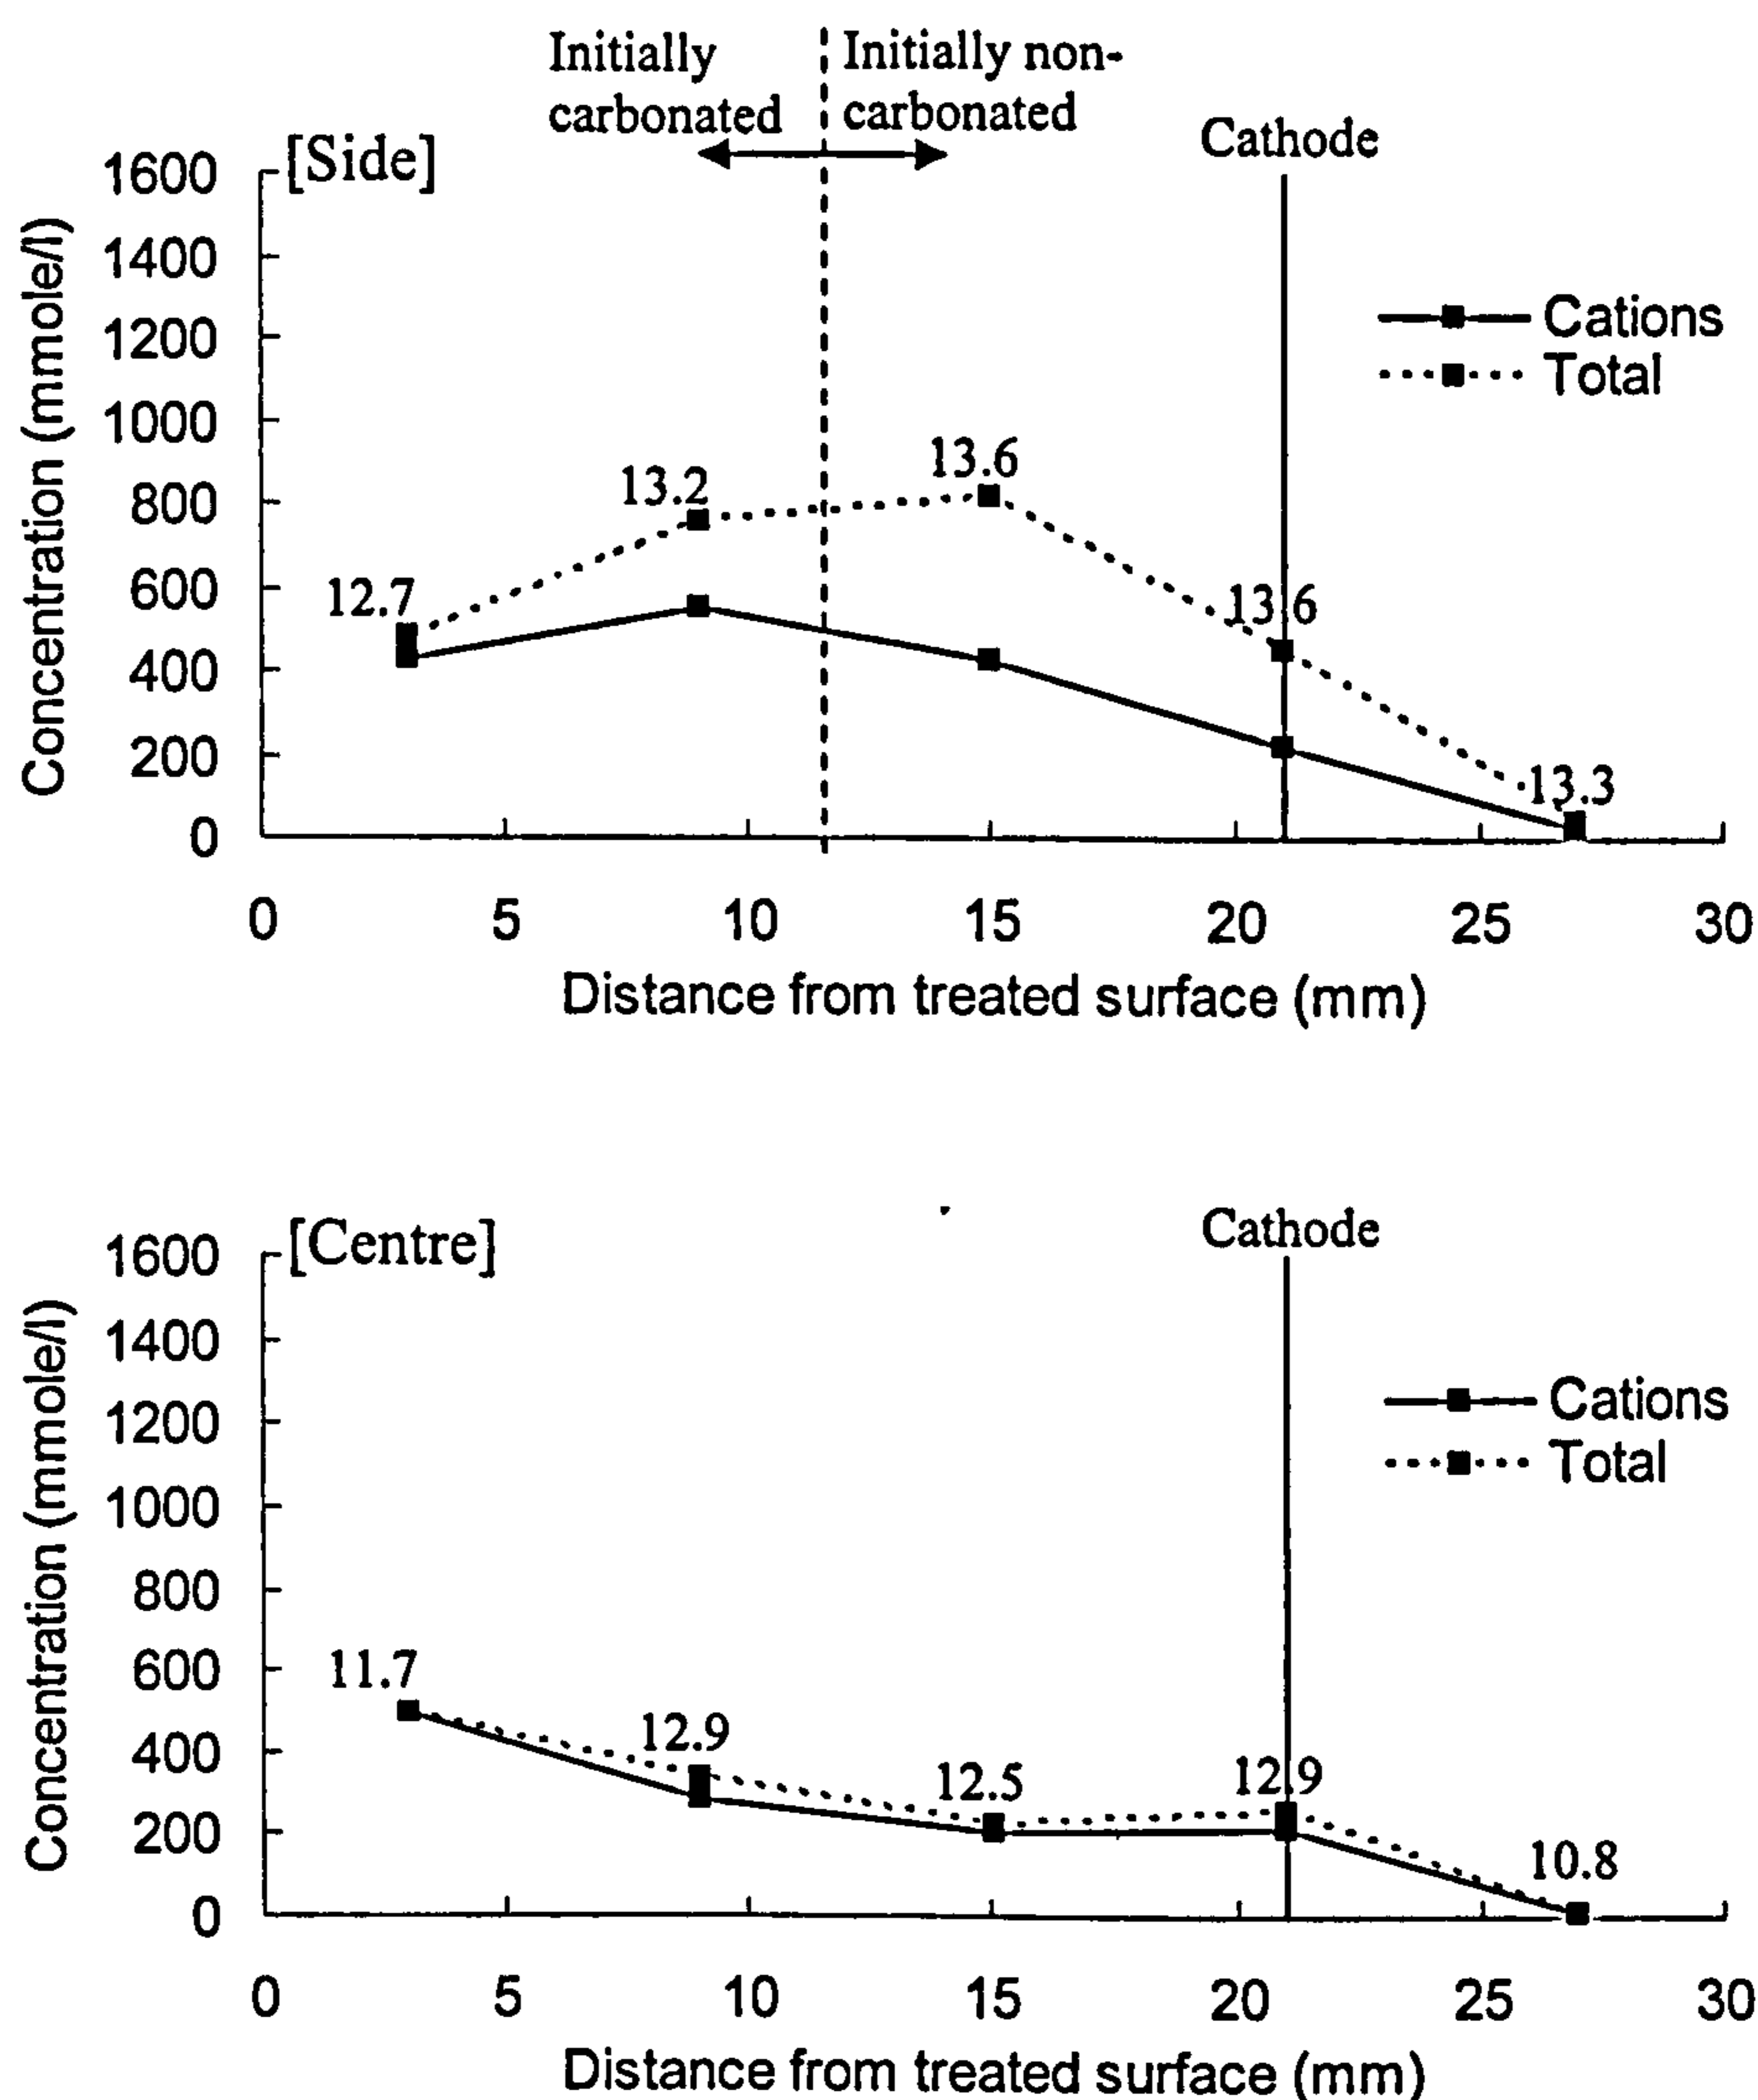 Initially
carbonated
Initially non-
carbonated
Cathode
[Side]
1600
1400
1200
1000
800
600
400
200
0
Concentration (mmole/l)
Cations
Total
12.7
13.2
13.6
13.6
13.3
0 5 10 15 20 25 30
Distance from treated surface (mm)
[Centre]
Cathode
1600
1400
1200
1000
800
600
400
200
0
Concentration (mmole/l)
Cations
Total
11.7
12.9
12.5
12.9
10.8
0 5 10 15 20 25 30
Distance from treated surface (mm)